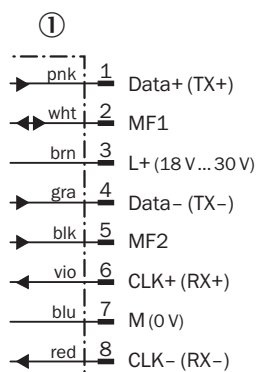 ①
pnk 1 Data+ (TX+)
wht 2 MF1
brn 3 L+ (18 V... 30 V)
gra 4 Data– (TX–)
blk 5 MF2
vio 6 CLK+ (RX+)
blu 7 M (0 V)
red 8 CLK– (RX–)